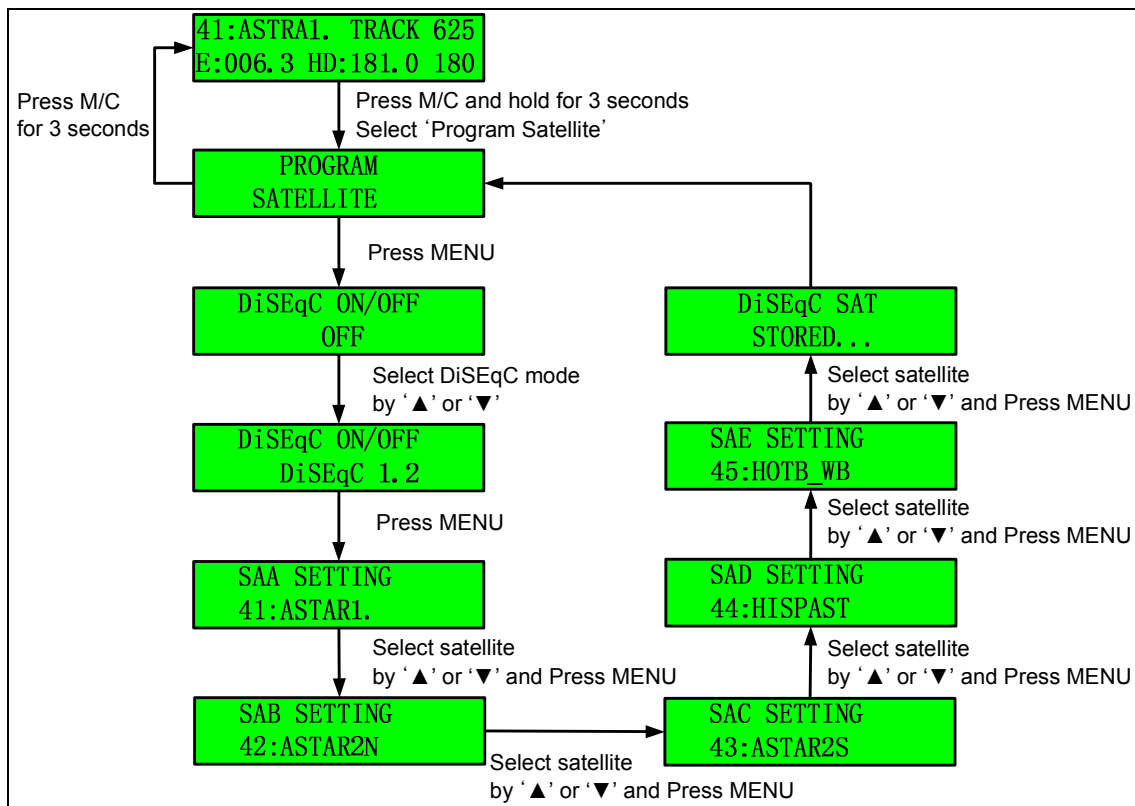 41:ASTRA1. TRACK 625
E:006.3 HD:181.0 180
Press M/C
for 3 seconds
Press M/C and hold for 3 seconds
Select ‘Program Satellite’
PROGRAM
SATELLITE
Press MENU
DiSEqC ON/OFF
OFF
Select DiSEqC mode
by ‘▲’ or ‘▼’
DiSEqC ON/OFF
DiSEqC 1.2
Press MENU
SAA SETTING
41:ASTAR1.
Select satellite
by ‘▲’ or ‘▼’ and Press MENU
SAB SETTING
42:ASTAR2N
Select satellite
by ‘▲’ or ‘▼’ and Press MENU
SAC SETTING
43:ASTAR2S
Select satellite
by ‘▲’ or ‘▼’ and Press MENU
SAD SETTING
44:HISPAST
Select satellite
by ‘▲’ or ‘▼’ and Press MENU
SAE SETTING
45:HOTB_WB
Select satellite
by ‘▲’ or ‘▼’ and Press MENU
DiSEqC SAT
STORED...